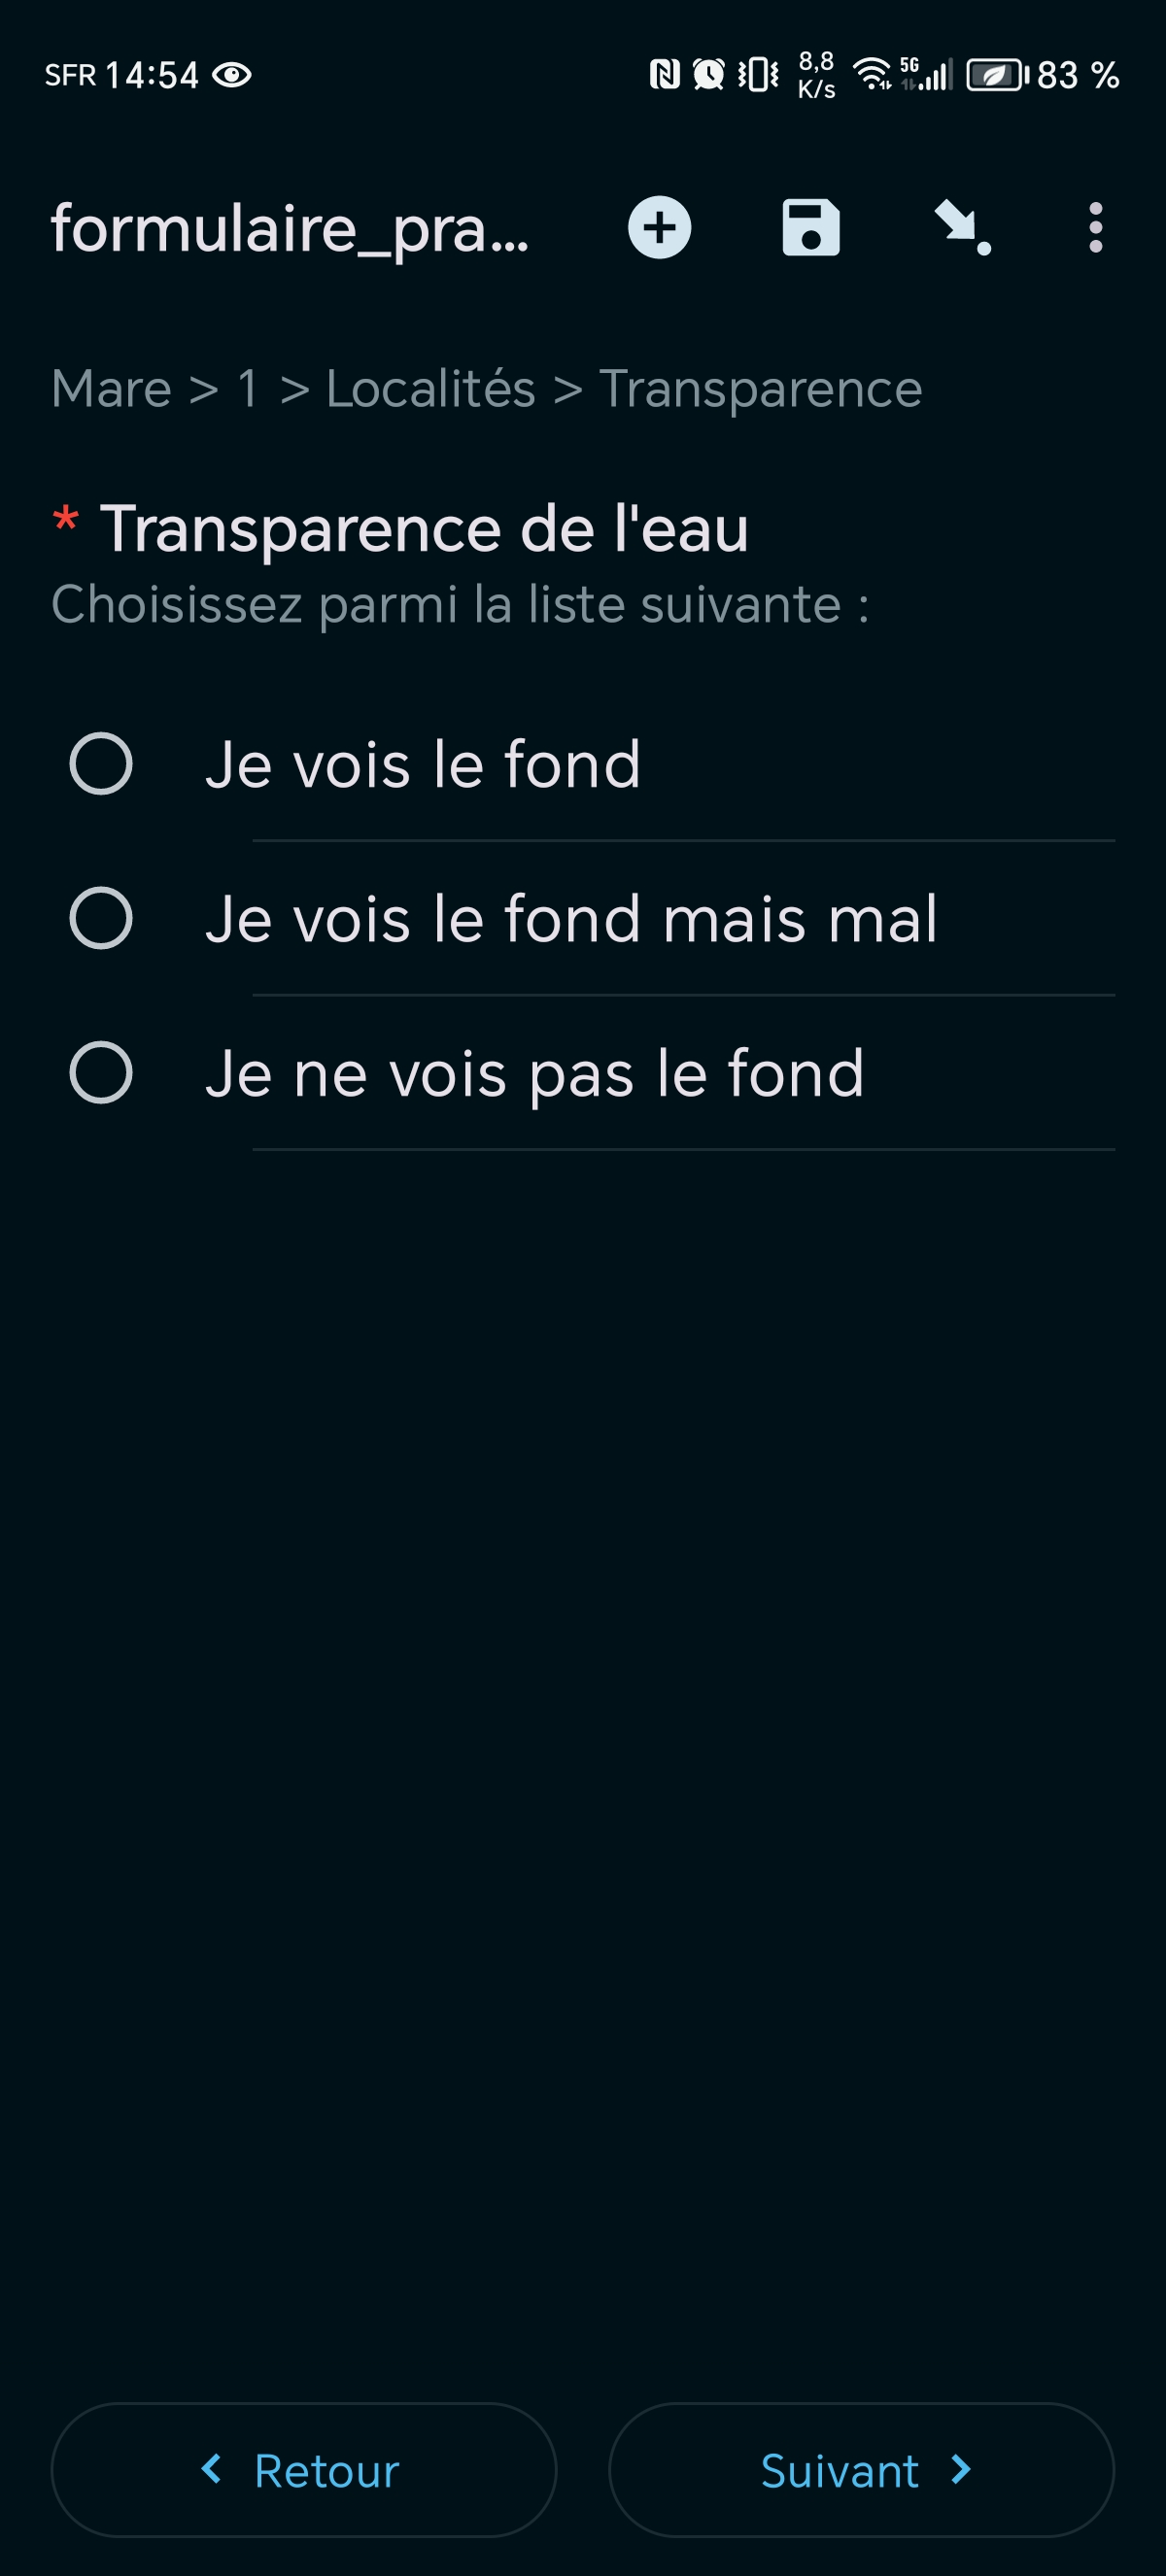 SFR 14:54 8,8 K/s 5G 83 %
formulaire_pra...
Mare > 1 > Localités > Transparence
* Transparence de l'eau
Choisissez parmi la liste suivante :
Je vois le fond
Je vois le fond mais mal
Je ne vois pas le fond
Retour Suivant